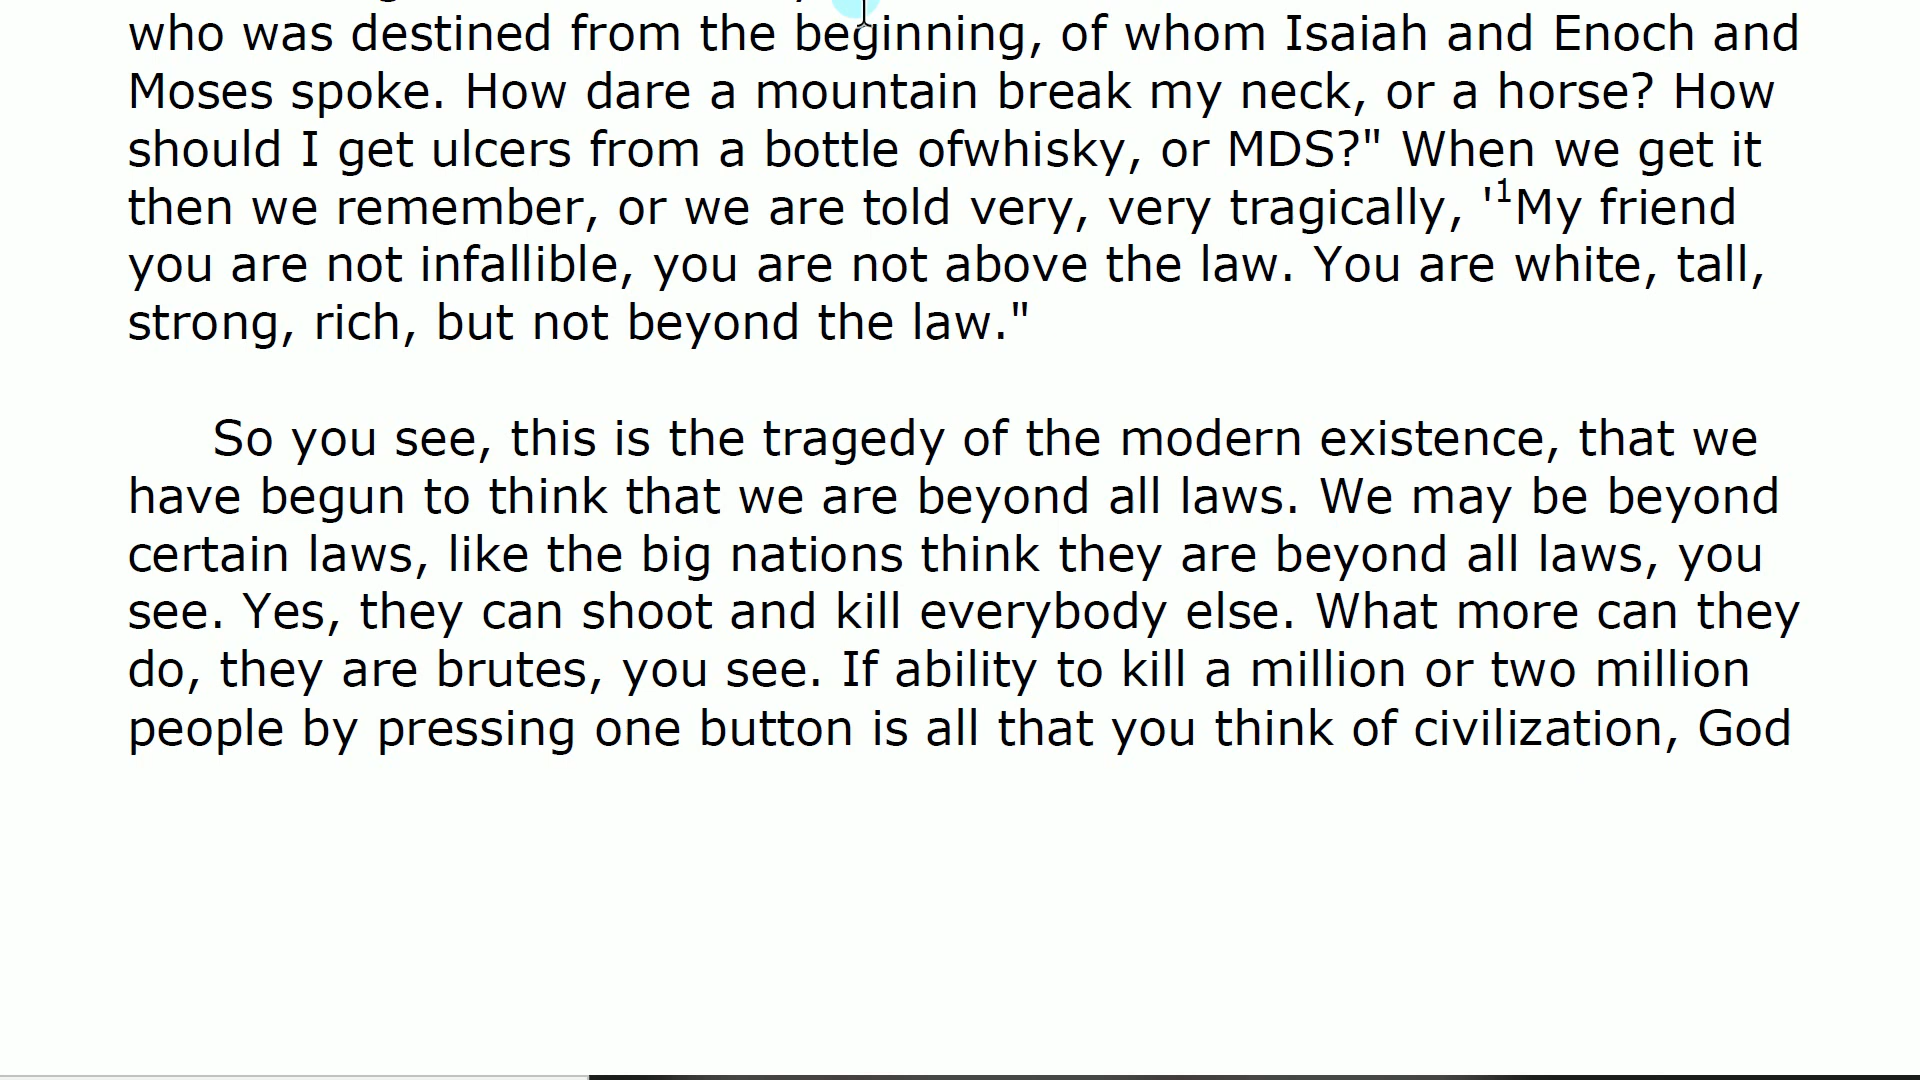 who was destined from the beginning, of whom Isaiah and Enoch and
Moses spoke. How dare a mountain break my neck, or a horse? How
should I get ulcers from a bottle ofwhisky, or MDS?" When we get it
then we remember, or we are told very, very tragically, '¹My friend
you are not infallible, you are not above the law. You are white, tall,
strong, rich, but not beyond the law."
So you see, this is the tragedy of the modern existence, that we
have begun to think that we are beyond all laws. We may be beyond
certain laws, like the big nations think they are beyond all laws, you
see. Yes, they can shoot and kill everybody else. What more can they
do, they are brutes, you see. If ability to kill a million or two million
people by pressing one button is all that you think of civilization, God